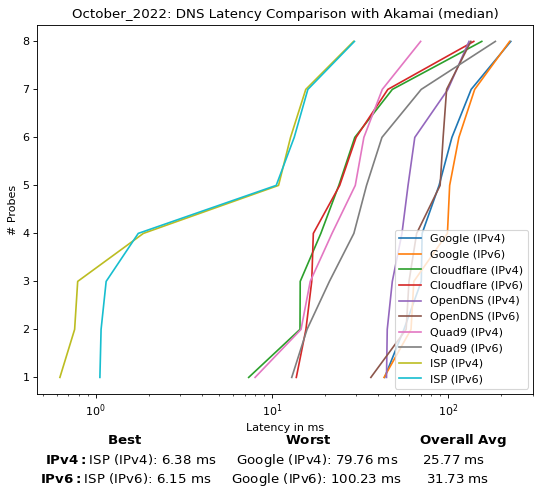 October_2022: DNS Latency Comparison with Akamai (median)
8
7
6
5
4
3
2
1
# Probes
Google (IPv4)
Google (IPv6)
Cloudflare (IPv4)
Cloudflare (IPv6)
OpenDNS (IPv4)
OpenDNS (IPv6)
Quad9 (IPv4)
Quad9 (IPv6)
ISP (IPv4)
ISP (IPv6)
10⁰ 10¹ 10²
Latency in ms
Best Worst Overall Avg
IPv4: ISP (IPv4): 6.38 ms Google (IPv4): 79.76 ms 25.77 ms
IPv6: ISP (IPv6): 6.15 ms Google (IPv6): 100.23 ms 31.73 ms